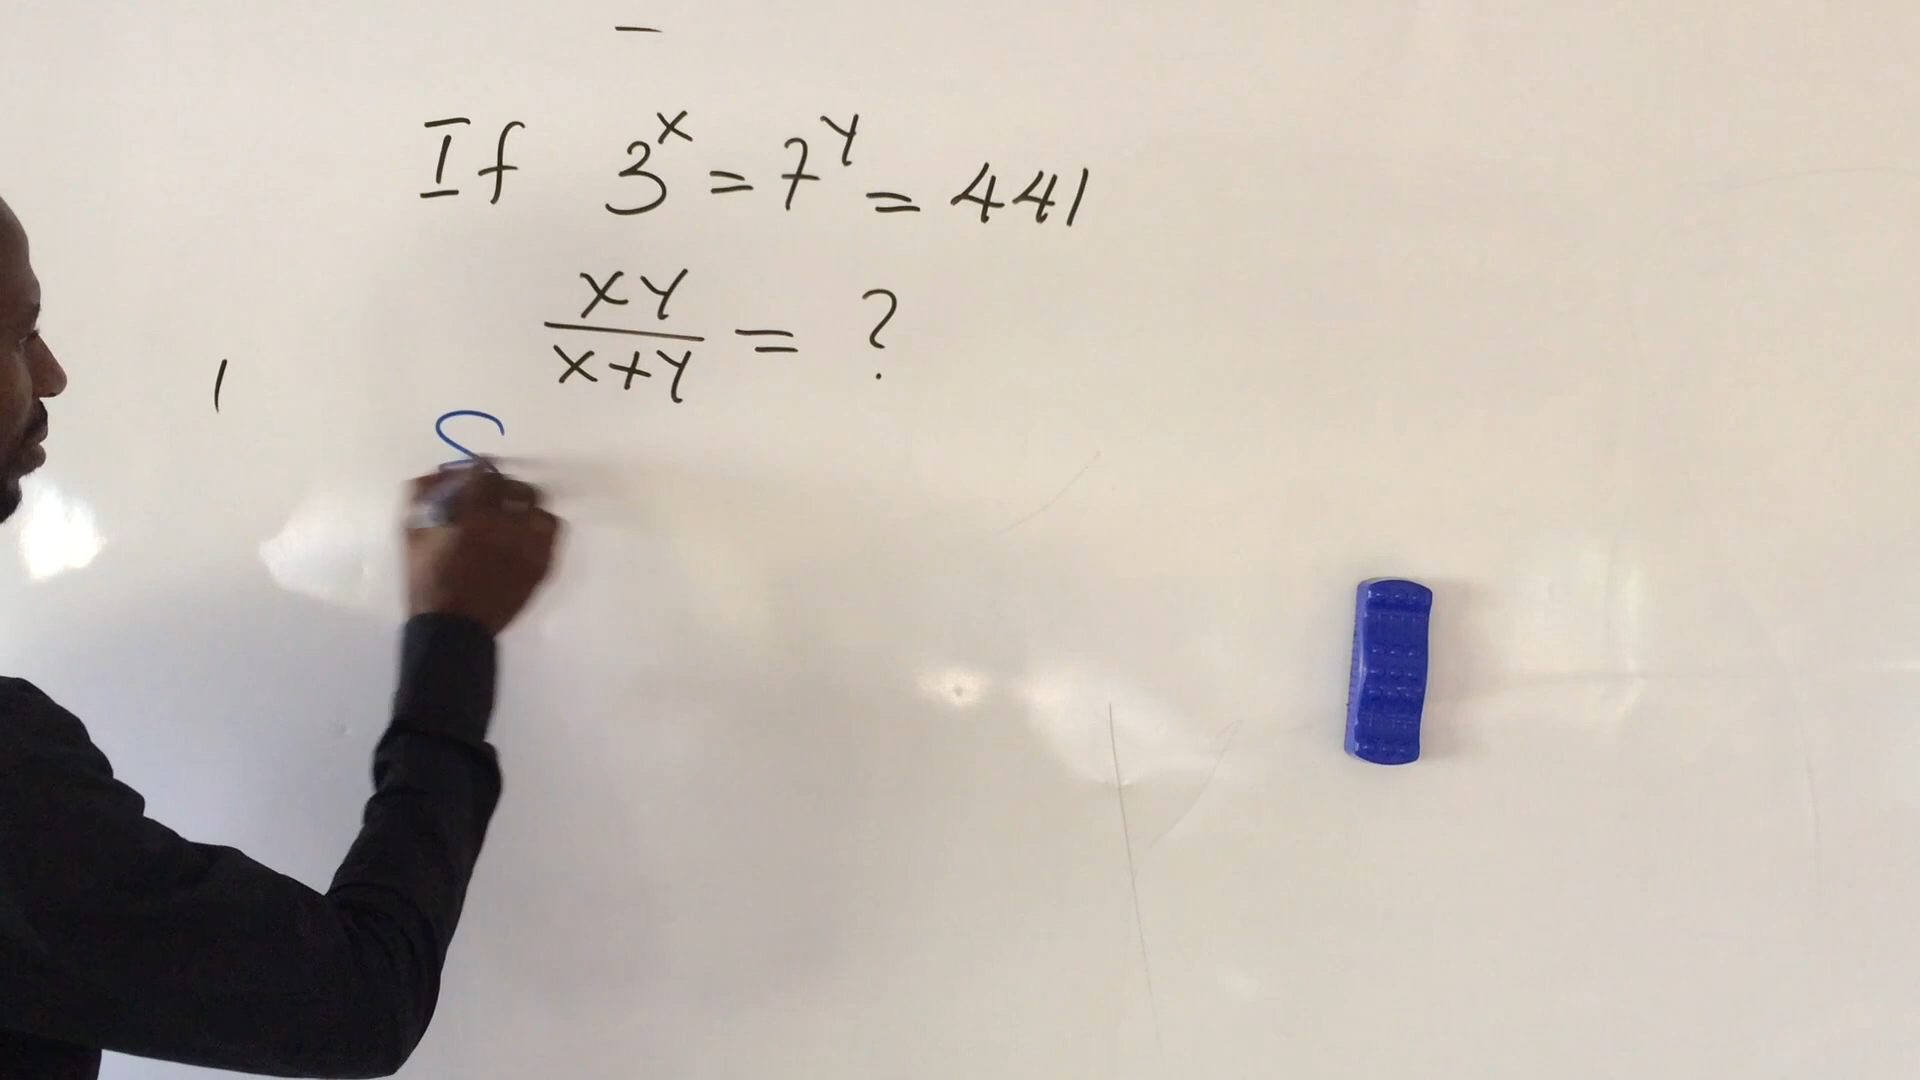 If 3^x = 7^y = 441
xy/x+y = ?
S